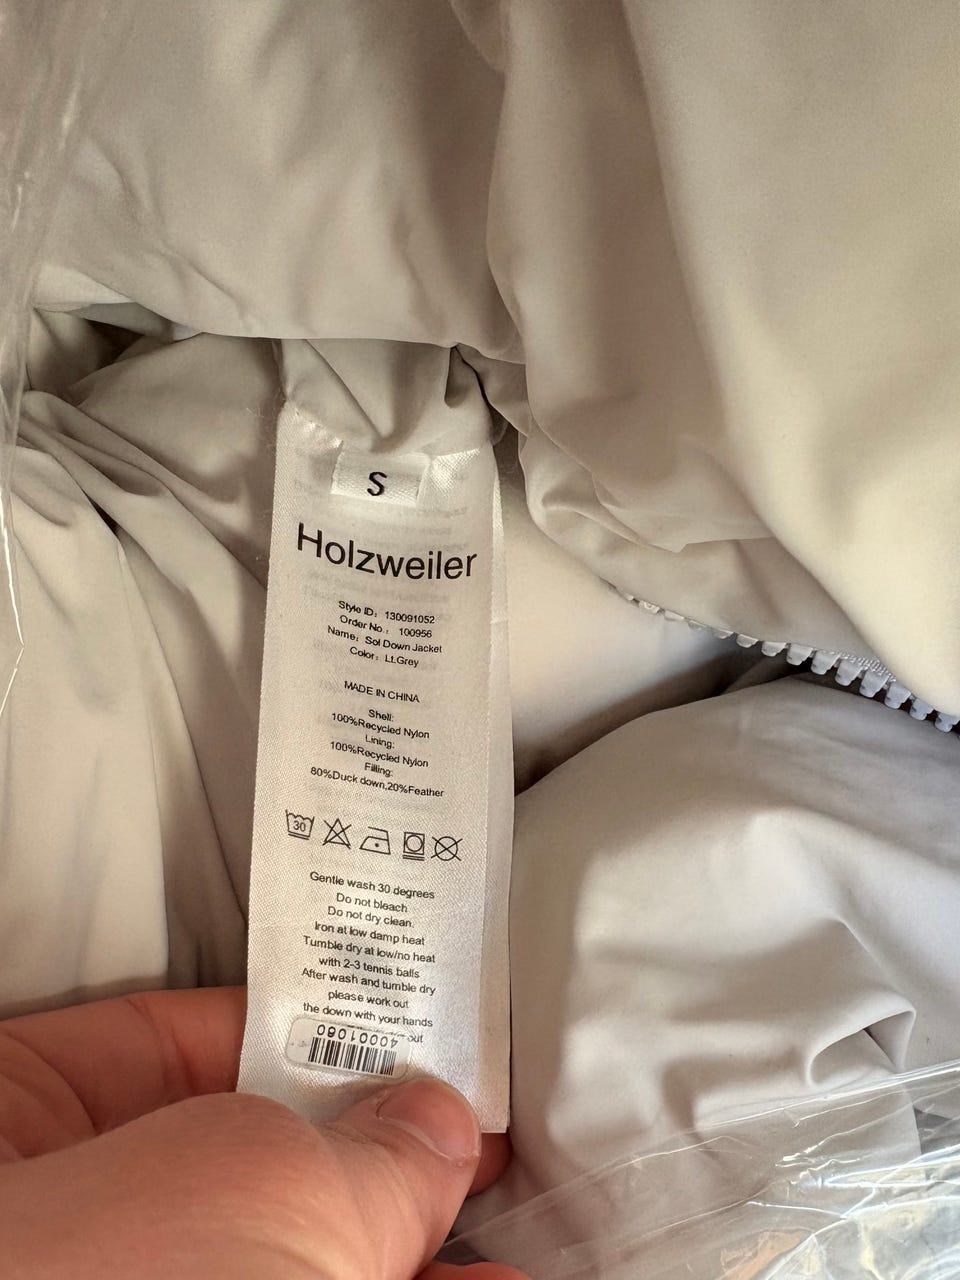 S
Holzweiler
Style ID: 130091052
Order No.: 100956
Name: Sol Down Jacket
Color: Lt.Grey
MADE IN CHINA
Shell:
100%Recycled Nylon
Lining:
100%Recycled Nylon
Filling:
80%Duck down,20%Feather
30
Gentle wash 30 degrees
Do not bleach
Do not dry clean.
Iron at low damp heat
Tumble dry at low/no heat
with 2-3 tennis balls
After wash and tumble dry
please work out
the down with your hands
out
40001080